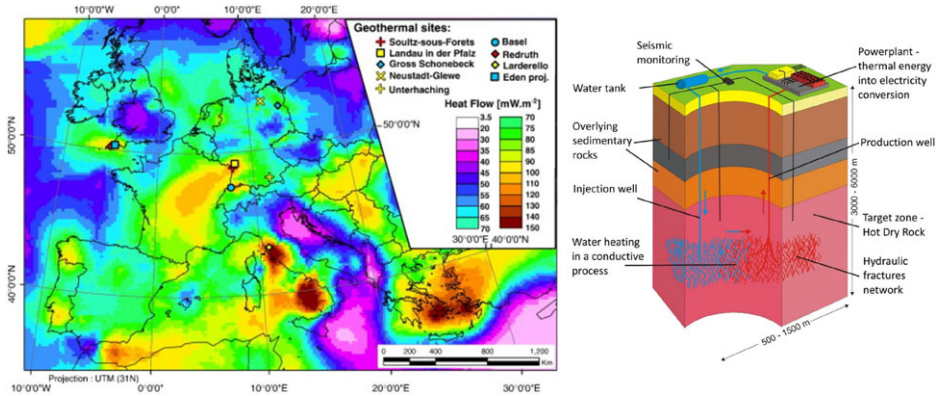 10°0'0"W
0°0'0"
10°0'0"E
20°0'0"E
Geothermal sites:
Soultz-sous-Forets
Landau in der Pfalz
Gross Schonebeck
Neustadt-Glewe
Unterhaching
Basel
Redruth
Larderello
Eden proj.
Heat Flow [mW.m⁻²]
3.5
20
30
35
40
45
50
55
60
65
70
70
75
80
85
90
95
100
110
120
130
150
50°0'0"N
50°0'0"N
40°0'0"N
30°0'0"E
40°0'0"N
0
200
400
800
1,200
Km
10°0'0"W
0°0'0"
10°0'0"E
20°0'0"E
30°0'0"E
Projection : UTM (31N)
Seismic
monitoring
Water tank
Powerplant -
thermal energy
into electricity
conversion
Overlying
sedimentary
rocks
Production well
Injection well
3000 - 6000 m
Target zone -
Hot Dry Rock
Water heating
in a conductive
process
Hydraulic
fractures
network
500 - 1500 m